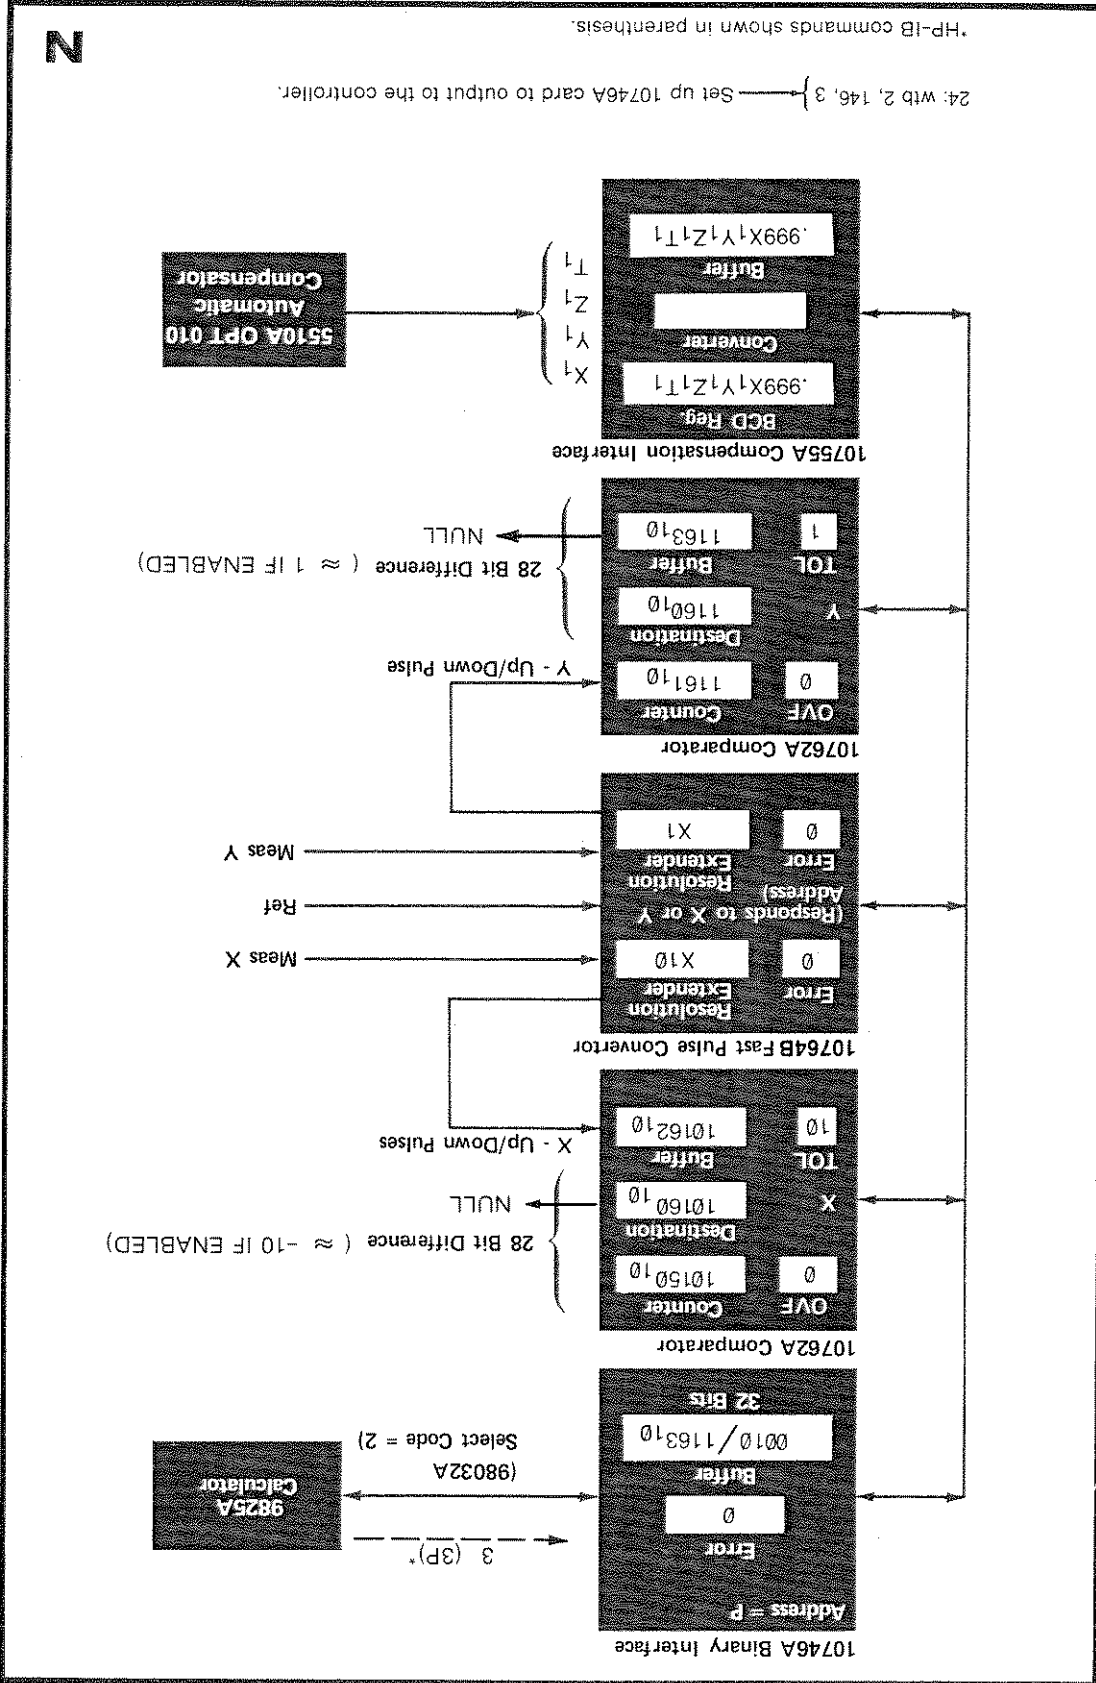 10746A Binary Interface
Address = P
Error
0
Buffer
0010/1163₁₀
32 Bits
3 (3P)*
(98032A
Select Code = 2)
9825A
Calculator
10762A Comparator
OVF
0
Counter
10150₁₀
X
Destination
10160₁₀
TOL
10
Buffer
10162₁₀
28 Bit Difference ( ≈ -10 IF ENABLED)
NULL
X - Up/Down Pulses
10764B Fast Pulse Convertor
Error
0
Resolution
Extender
X10
(Responds to X or Y
Address)
Error
0
Resolution
Extender
X1
Meas X
Ref
Meas Y
10762A Comparator
OVF
0
Counter
1161₁₀
Y
Destination
1160₁₀
TOL
1
Buffer
1163₁₀
Y - Up/Down Pulse
28 Bit Difference ( ≈ 1 IF ENABLED)
NULL
10755A Compensation Interface
BCD Reg.
.999X₁Y₁Z₁T₁
Converter
Buffer
.999X₁Y₁Z₁T₁
X₁
Y₁
Z₁
T₁
5510A OPT 010
Automatic
Compensator
24: wtb 2, 146, 3 } Set up 10746A card to output to the controller.
*HP-IB commands shown in parenthesis.
N